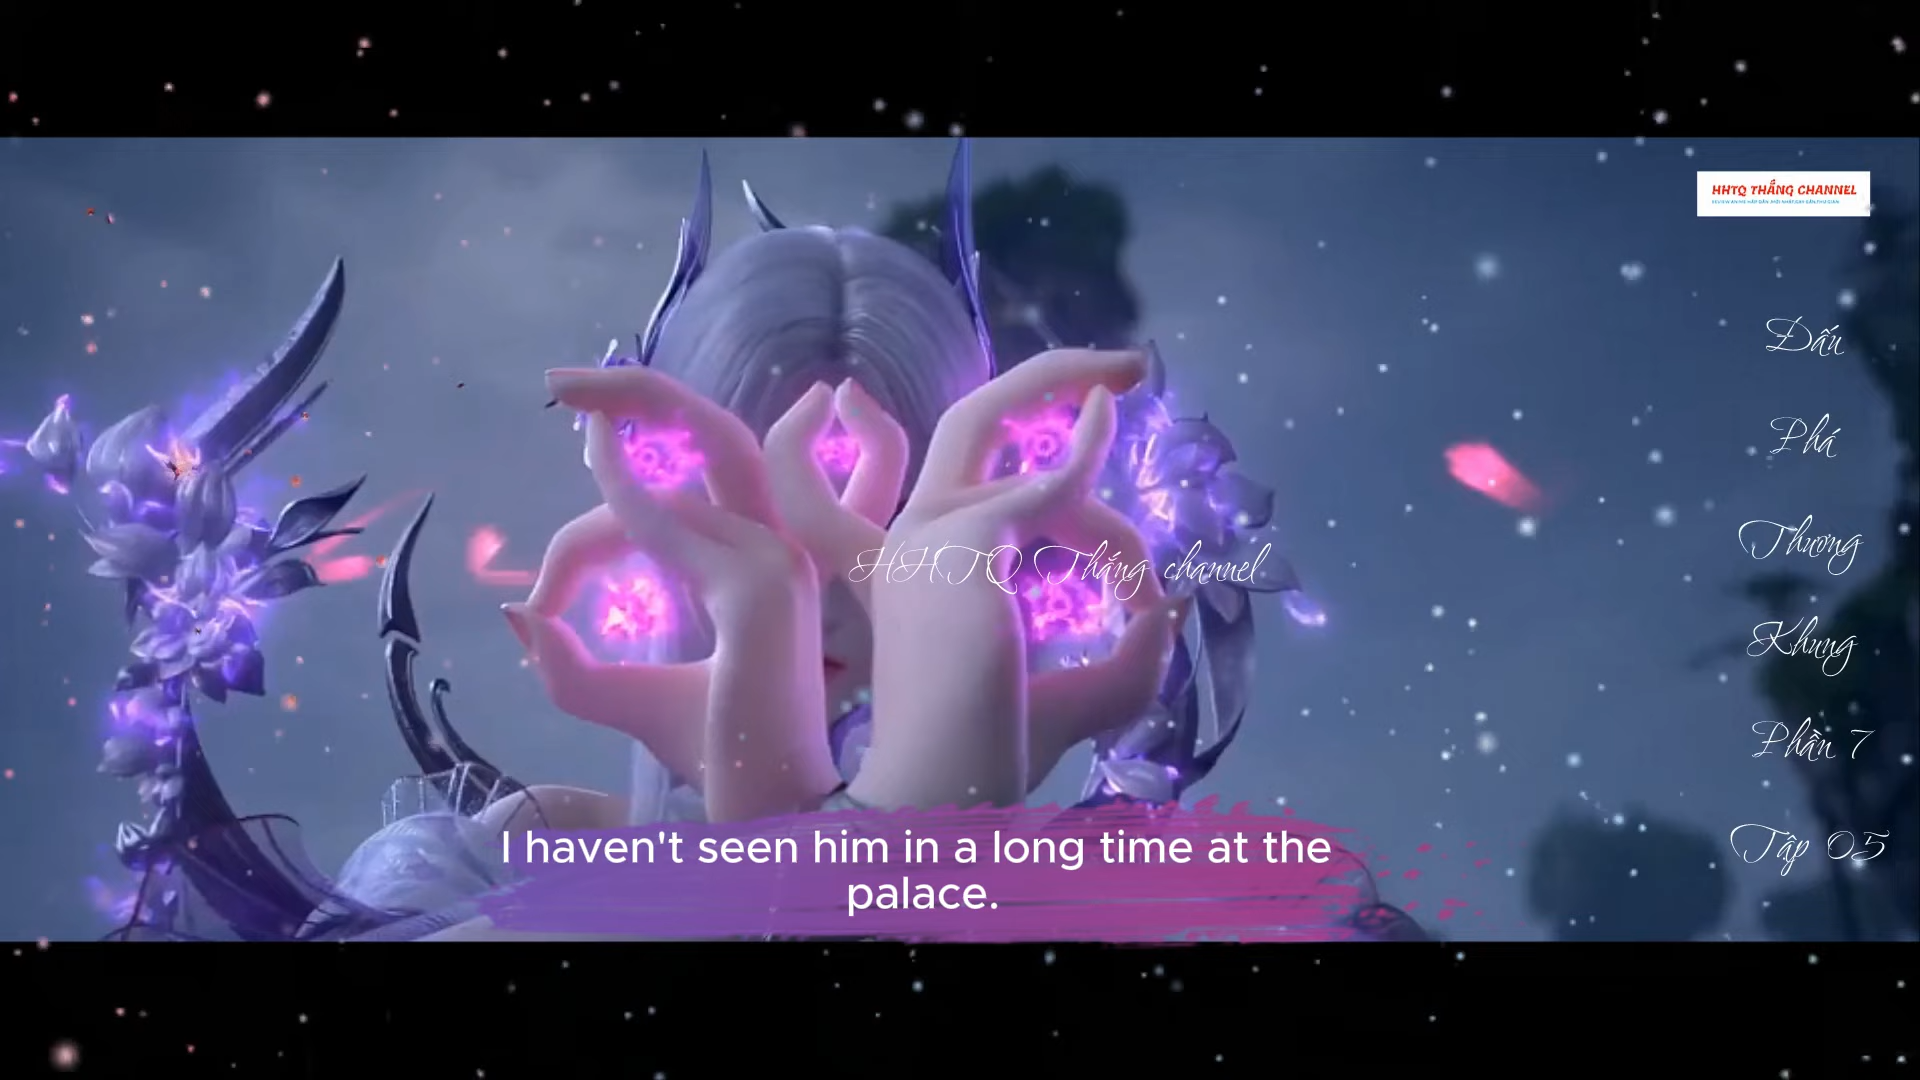 HHTQ THẮNG CHANNEL
Đấu
Phá
Thương
Khung
Phần 7
Tập 05
HHTQ Thắng channel
I haven't seen him in a long time at the
palace.